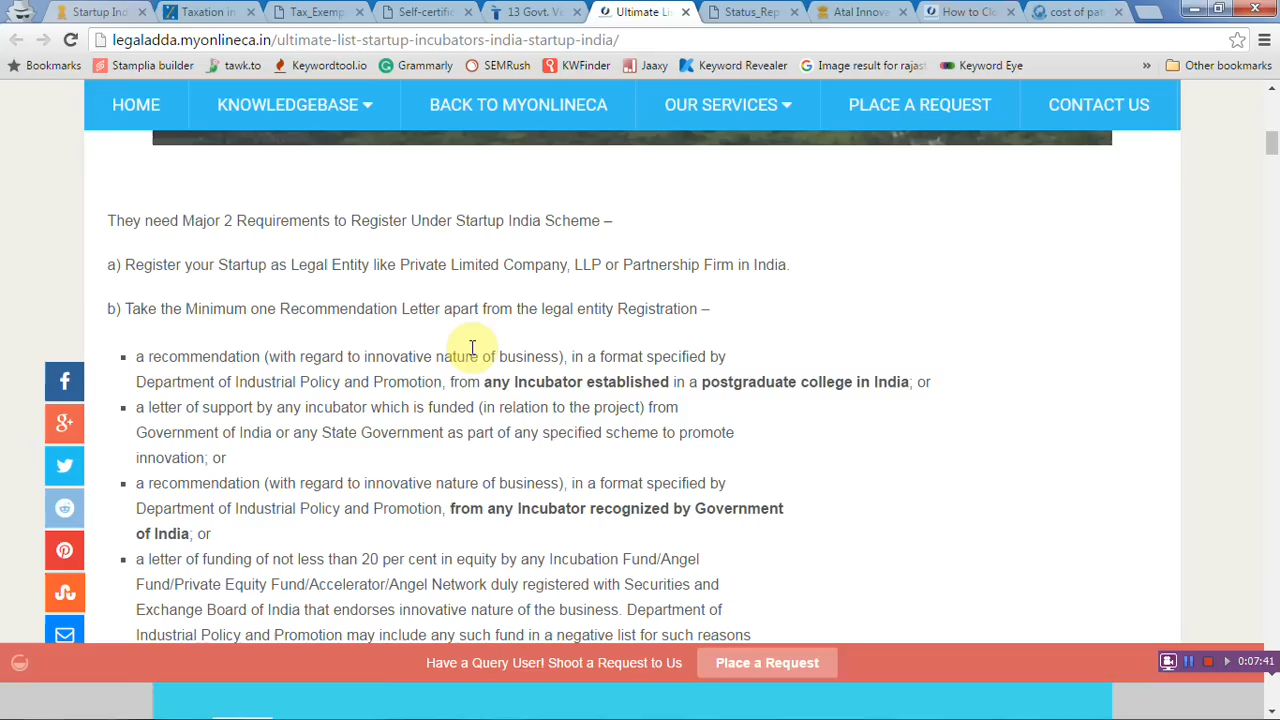 Startup Ind
Taxation in
Tax_Exemp
Self-certific
13 Govt. Ve
Ultimate Lis
Status_Rep
Atal Innova
How to Clo
cost of pat
legaladda.myonlineca.in/ultimate-list-startup-incubators-india-startup-india/
Bookmarks
Stamplia builder
tawk.to
Keywordtool.io
Grammarly
SEMRush
KWFinder
Jaaxy
Keyword Revealer
Image result for rajas
Keyword Eye
»
Other bookmarks
HOME
KNOWLEDGEBASE
BACK TO MYONLINECA
OUR SERVICES
PLACE A REQUEST
CONTACT US
They need Major 2 Requirements to Register Under Startup India Scheme –
a) Register your Startup as Legal Entity like Private Limited Company, LLP or Partnership Firm in India.
b) Take the Minimum one Recommendation Letter apart from the legal entity Registration –
a recommendation (with regard to innovative nature of business), in a format specified by
Department of Industrial Policy and Promotion, from any Incubator established in a postgraduate college in India; or
a letter of support by any incubator which is funded (in relation to the project) from
Government of India or any State Government as part of any specified scheme to promote
innovation; or
a recommendation (with regard to innovative nature of business), in a format specified by
Department of Industrial Policy and Promotion, from any Incubator recognized by Government
of India; or
a letter of funding of not less than 20 per cent in equity by any Incubation Fund/Angel
Fund/Private Equity Fund/Accelerator/Angel Network duly registered with Securities and
Exchange Board of India that endorses innovative nature of the business. Department of
Industrial Policy and Promotion may include any such fund in a negative list for such reasons
Have a Query User! Shoot a Request to Us
Place a Request
0:07:41